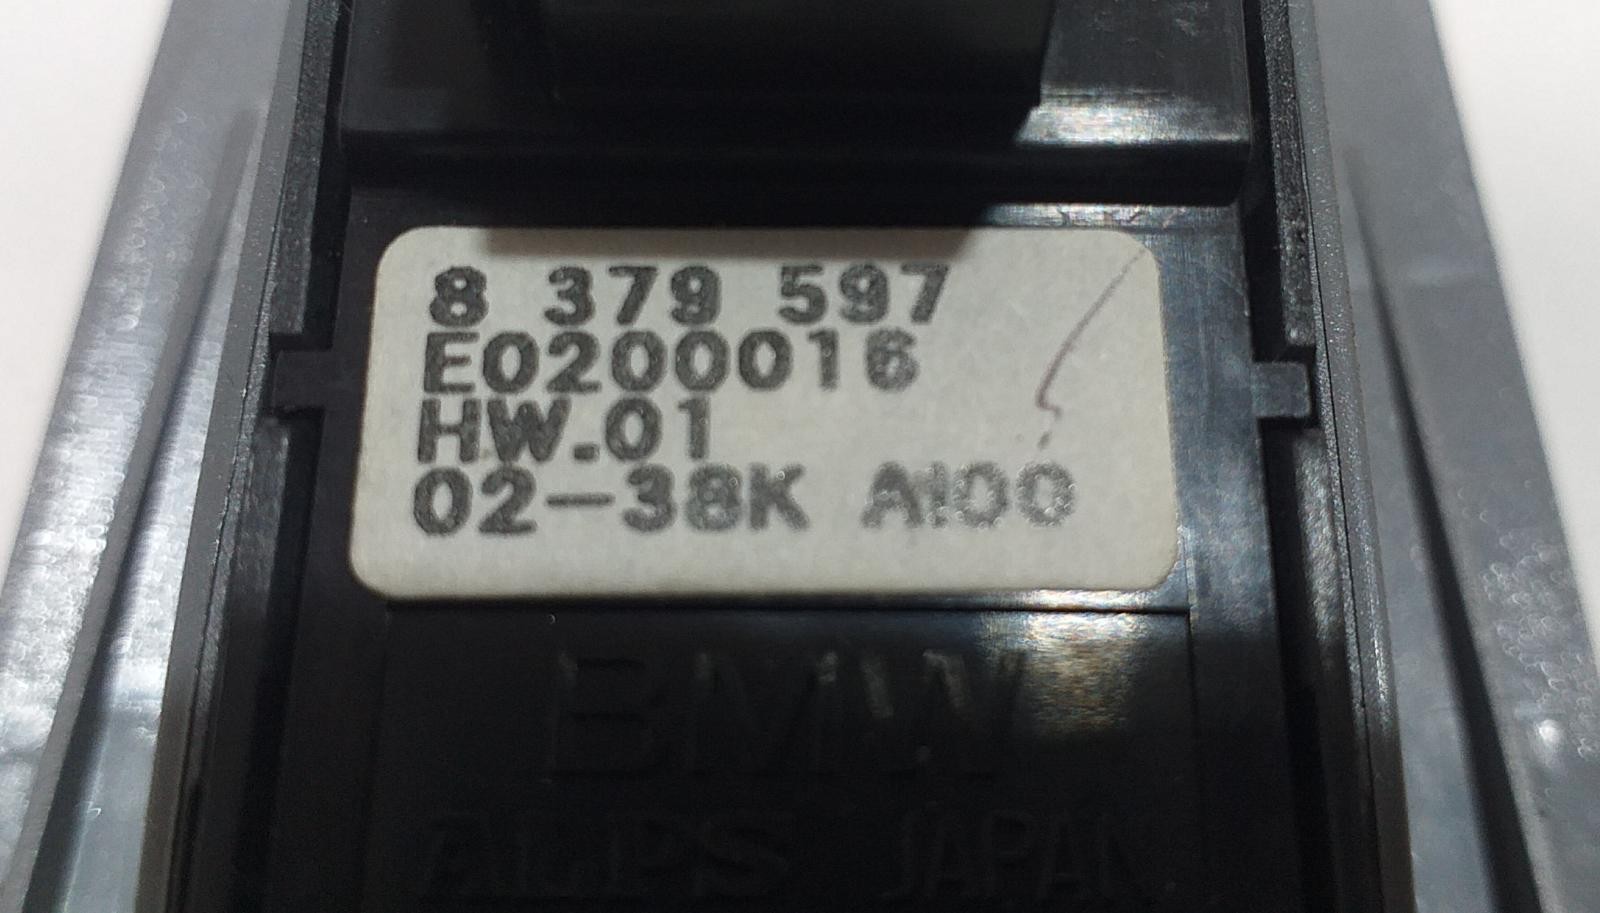 8 379 597
E0200016
HW.01
02-38K A100
BMW
ALPS JAPAN